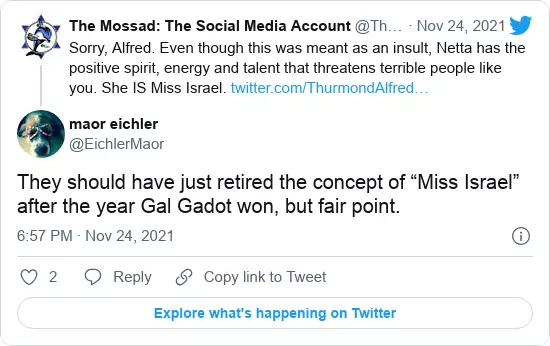 The Mossad: The Social Media Account @Th... · Nov 24, 2021
Sorry, Alfred. Even though this was meant as an insult, Netta has the
positive spirit, energy and talent that threatens terrible people like
you. She IS Miss Israel. twitter.com/ThurmondAlfred...
maor eichler
@EichlerMaor
They should have just retired the concept of “Miss Israel”
after the year Gal Gadot won, but fair point.
6:57 PM · Nov 24, 2021
2 Reply Copy link to Tweet
Explore what's happening on Twitter